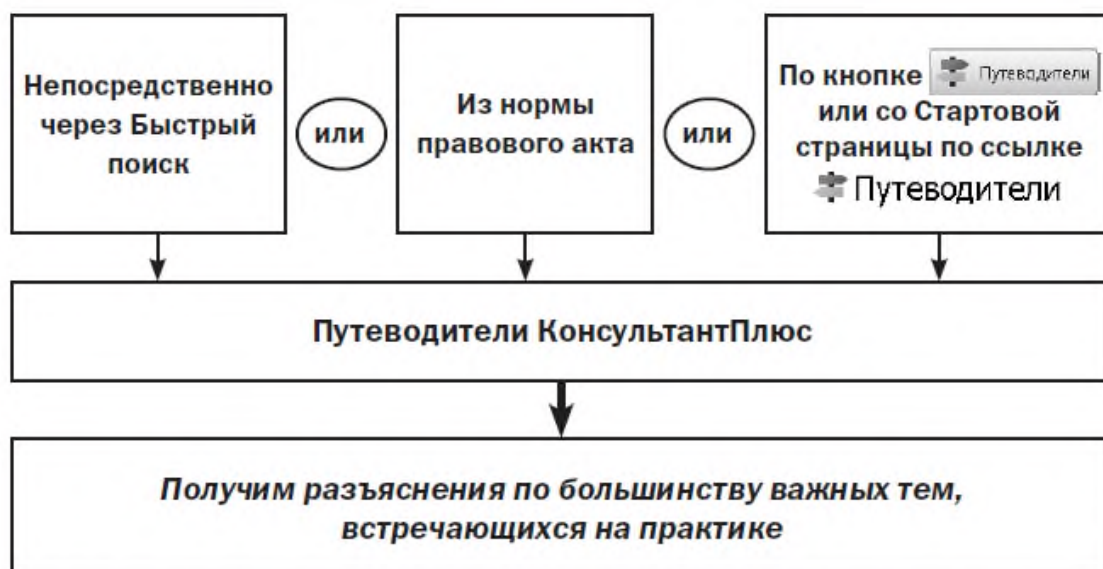 Непосредственно
через Быстрый
поиск
или
Из нормы
правового акта
или
По кнопке Путеводители
или со Стартовой
страницы по ссылке
Путеводители
Путеводители КонсультантПлюс
Получим разъяснения по большинству важных тем,
встречающихся на практике